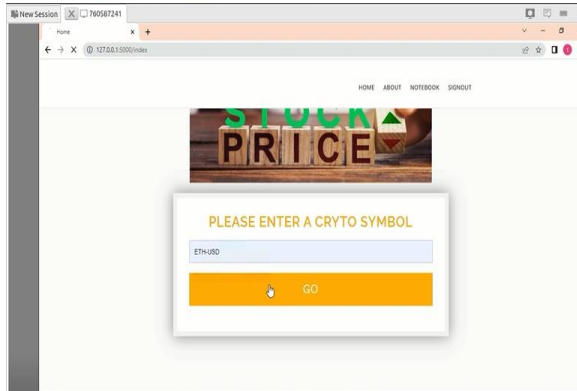 New Session
760587241
Home
127.0.0.1:5000/index
HOME ABOUT NOTEBOOK SIGNOUT
STOCK
PRICE
PLEASE ENTER A CRYTO SYMBOL
ETH-USD
GO